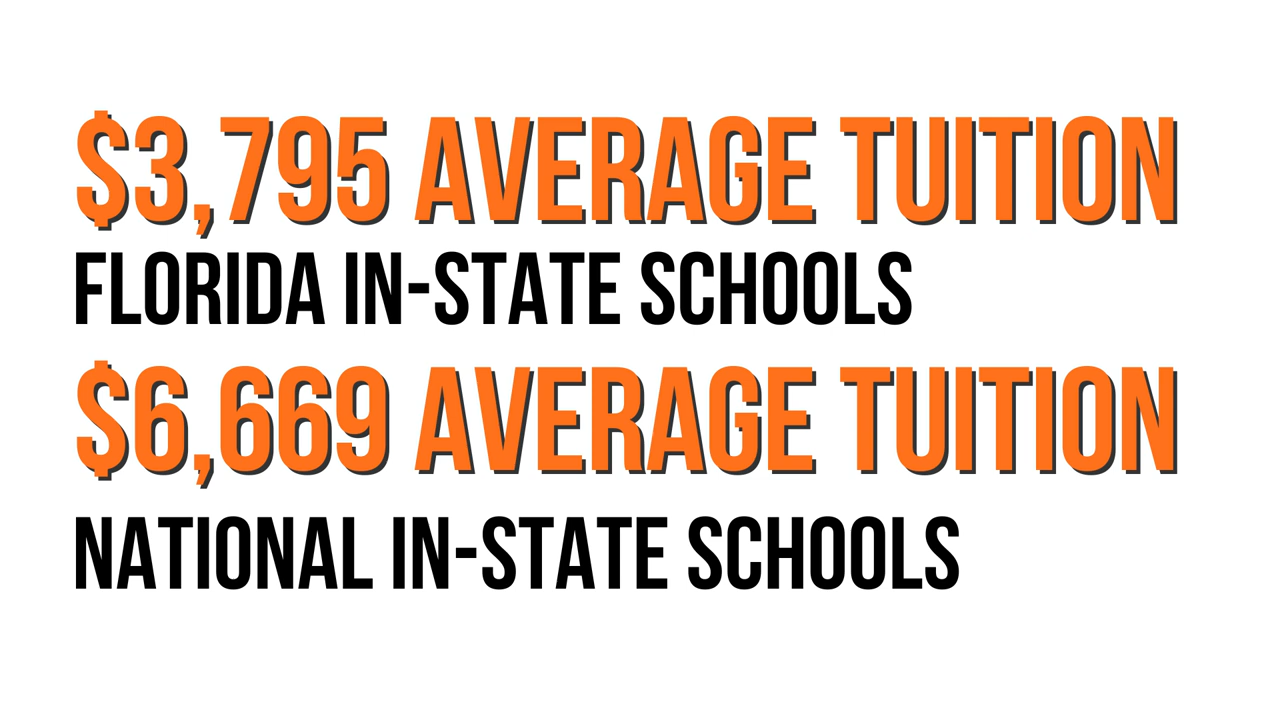 $3,795 AVERAGE TUITION
FLORIDA IN-STATE SCHOOLS
$6,669 AVERAGE TUITION
NATIONAL IN-STATE SCHOOLS